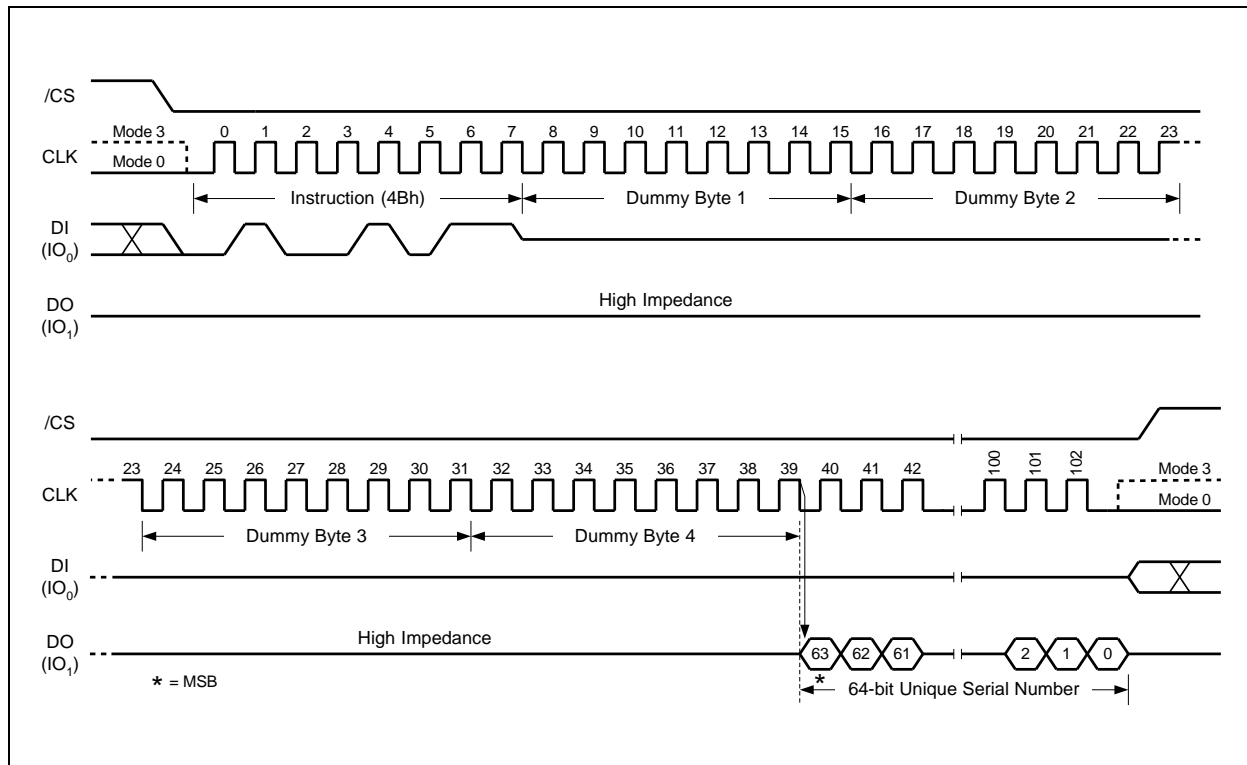 /CS
Mode 3
0 1 2 3 4 5 6 7 8 9 10 11 12 13 14 15 16 17 18 19 20 21 22 23
CLK
Mode 0
Instruction (4Bh)
Dummy Byte 1
Dummy Byte 2
DI
(IO0)
High Impedance
DO
(IO1)
/CS
23 24 25 26 27 28 29 30 31 32 33 34 35 36 37 38 39 40 41 42 100 101 102
Mode 3
CLK
Mode 0
Dummy Byte 3
Dummy Byte 4
DI
(IO0)
High Impedance
DO
(IO1)
63 62 61 2 1 0
* = MSB
*
64-bit Unique Serial Number